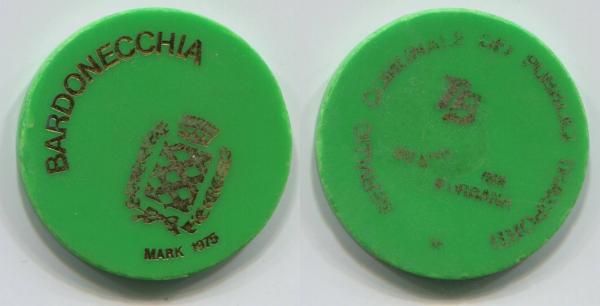 BARDONECCHIA
MARK 1975
SERVIZIO COMUNALE DEI PUBBLICI TRASPORTI